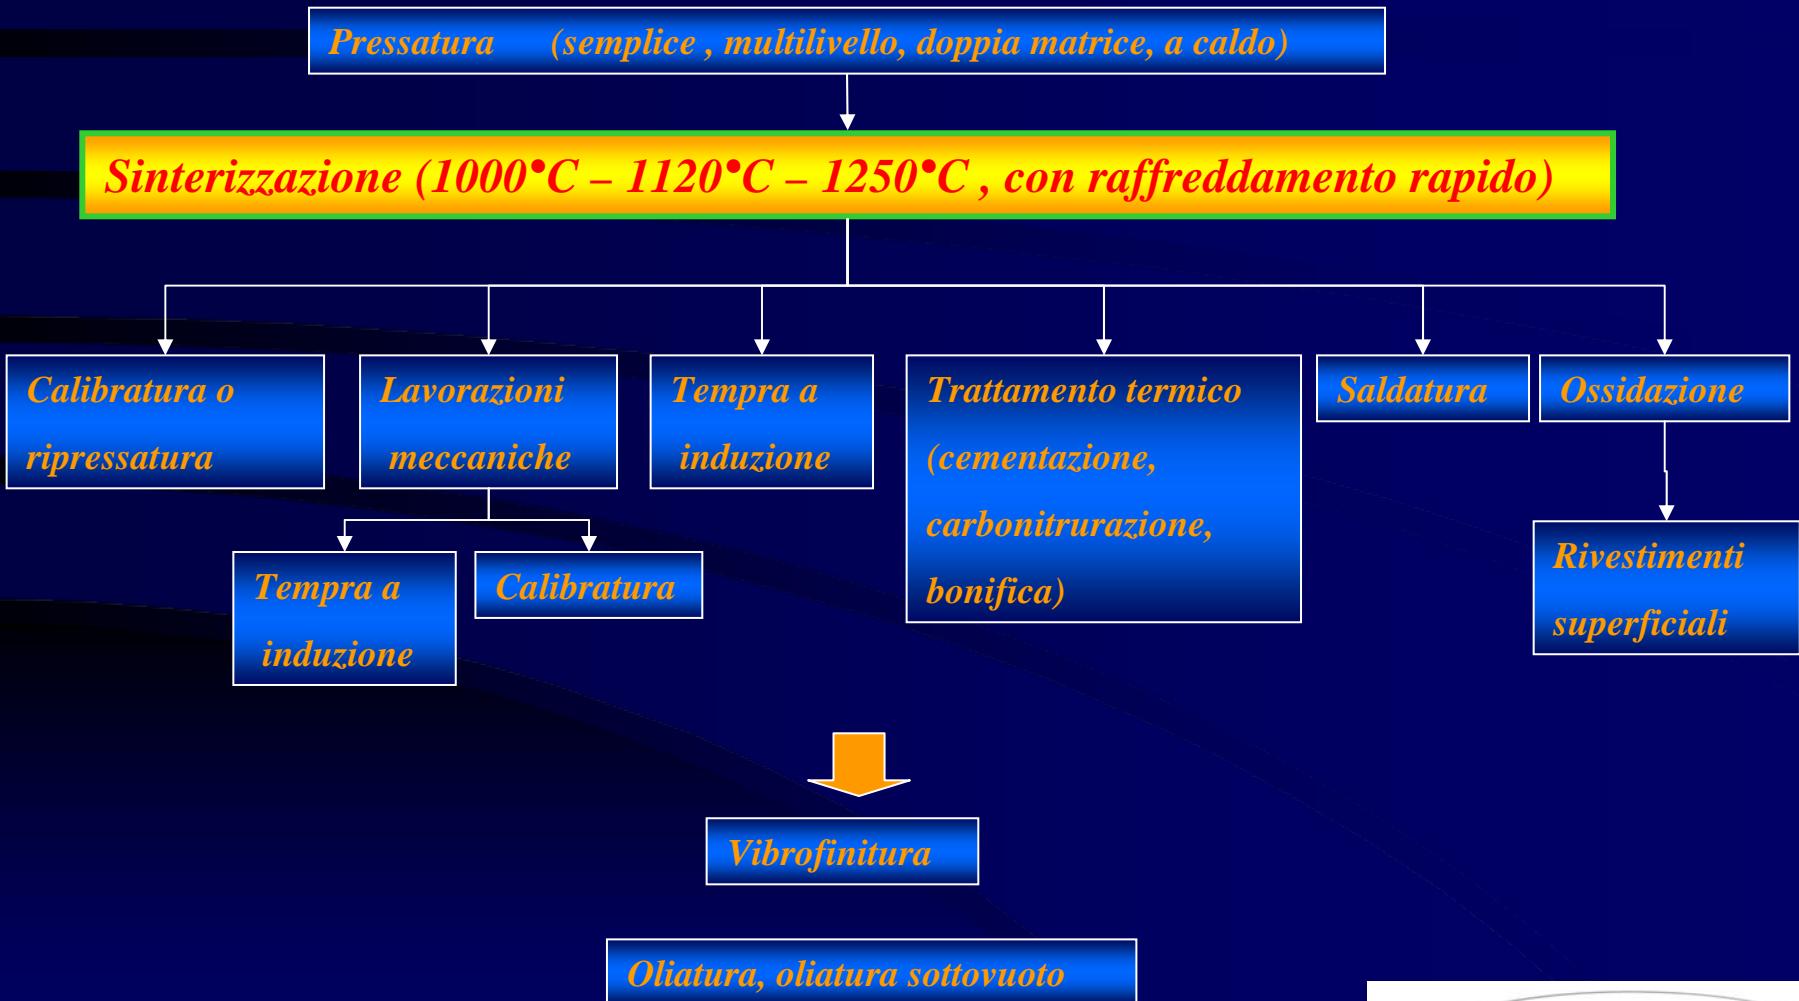 Pressatura (semplice , multilivello, doppia matrice, a caldo)
Sinterizzazione (1000•C – 1120•C – 1250•C , con raffreddamento rapido)
Calibratura o
ripressatura
Lavorazioni
meccaniche
Tempra a
induzione
Trattamento termico
(cementazione,
carbonitrurazione,
bonifica)
Saldatura
Ossidazione
Tempra a
induzione
Calibratura
Rivestimenti
superficiali
Vibrofinitura
Oliatura, oliatura sottovuoto